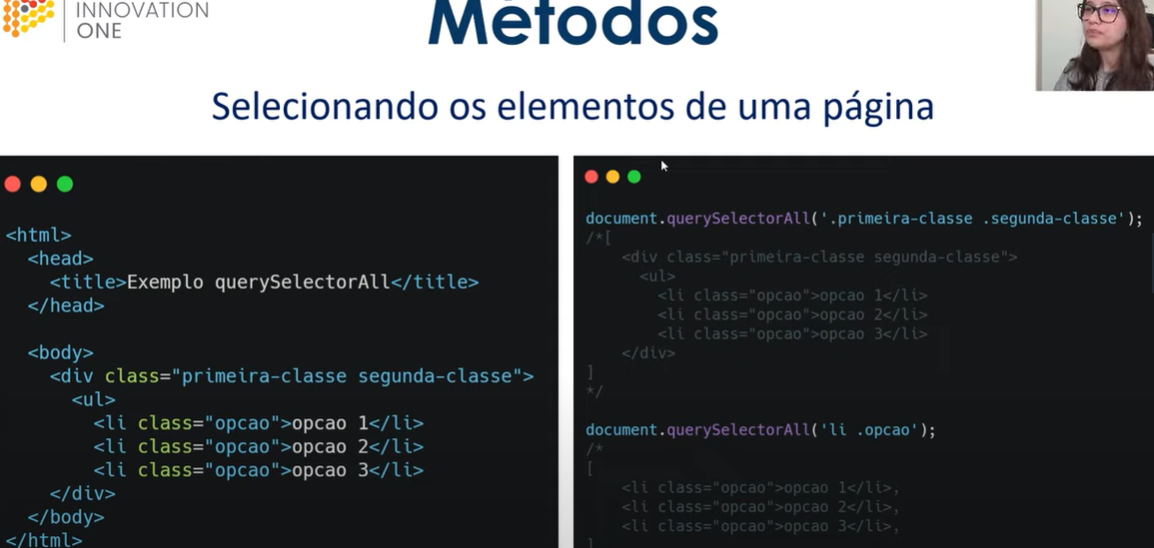 INNOVATION
ONE
Métodos
Selecionando os elementos de uma página
<html>
<head>
<title>Exemplo querySelectorAll</title>
</head>
<body>
<div class="primeira-classe segunda-classe">
<ul>
<li class="opcao">opcao 1</li>
<li class="opcao">opcao 2</li>
<li class="opcao">opcao 3</li>
</div>
</body>
</html>
document.querySelectorAll('.primeira-classe .segunda-classe');
/*[
<div class="primeira-classe segunda-classe">
<ul>
<li class="opcao">opcao 1</li>
<li class="opcao">opcao 2</li>
<li class="opcao">opcao 3</li>
</div>
]
*/
document.querySelectorAll('li .opcao');
/*
[
<li class="opcao">opcao 1</li>,
<li class="opcao">opcao 2</li>,
<li class="opcao">opcao 3</li>,
]